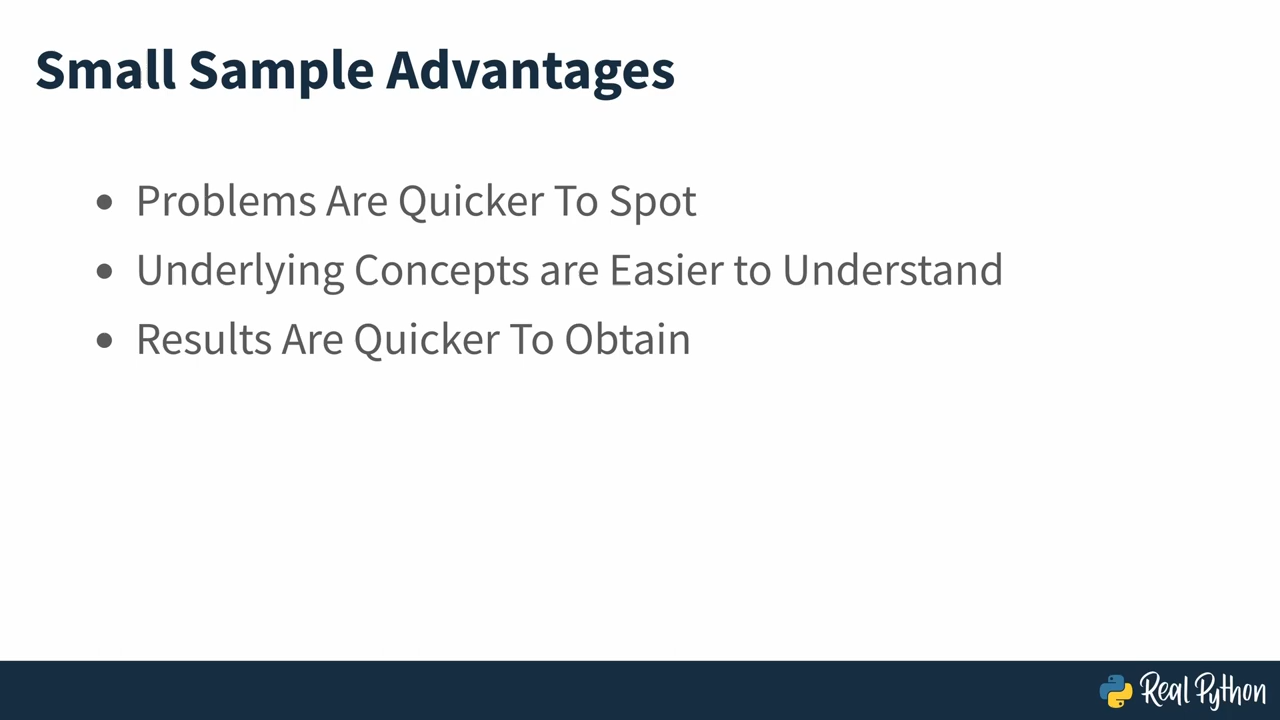 Small Sample Advantages
• Problems Are Quicker To Spot
• Underlying Concepts are Easier to Understand
• Results Are Quicker To Obtain
Real Python